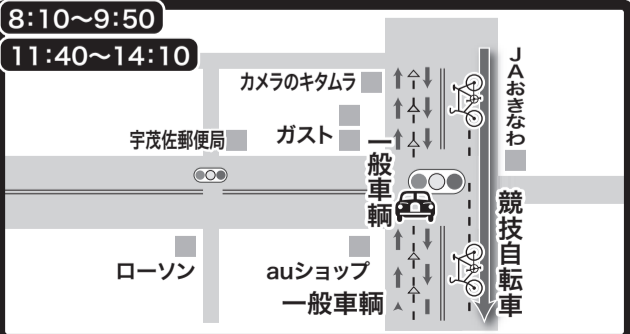 8:10〜9:50
11:40〜14:10
カメラのキタムラ
JAおきなわ
宇茂佐郵便局
ガスト
一般車輌
競技自転車
ローソン
auショップ
一般車輌